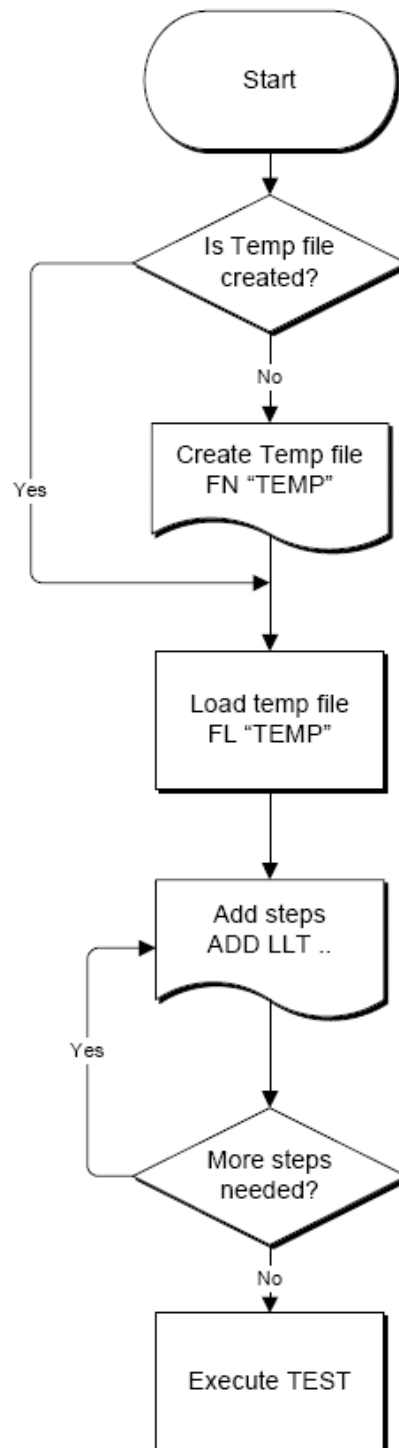 Start
Is Temp file
created?
No
Create Temp file
FN “TEMP”
Yes
Load temp file
FL “TEMP”
Add steps
ADD LLT ..
Yes
More steps
needed?
No
Execute TEST